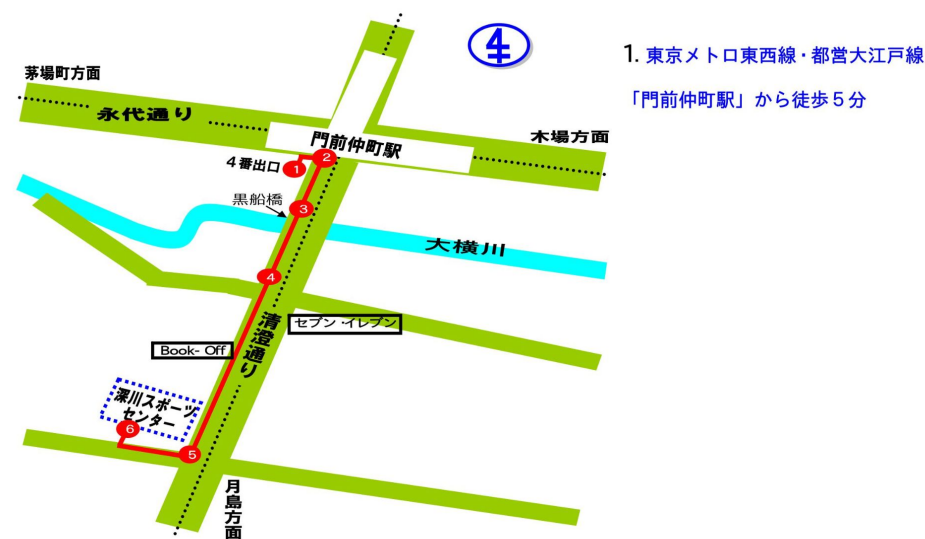 4
1. 東京メトロ東西線・都営大江戸線
「門前仲町駅」から徒歩５分
茅場町方面
永代通り
門前仲町駅
木場方面
４番出口
1
2
黒船橋
3
大横川
4
清澄通り
セブン・イレブン
Book- Off
深川スポーツ
センター
6
5
月島方面